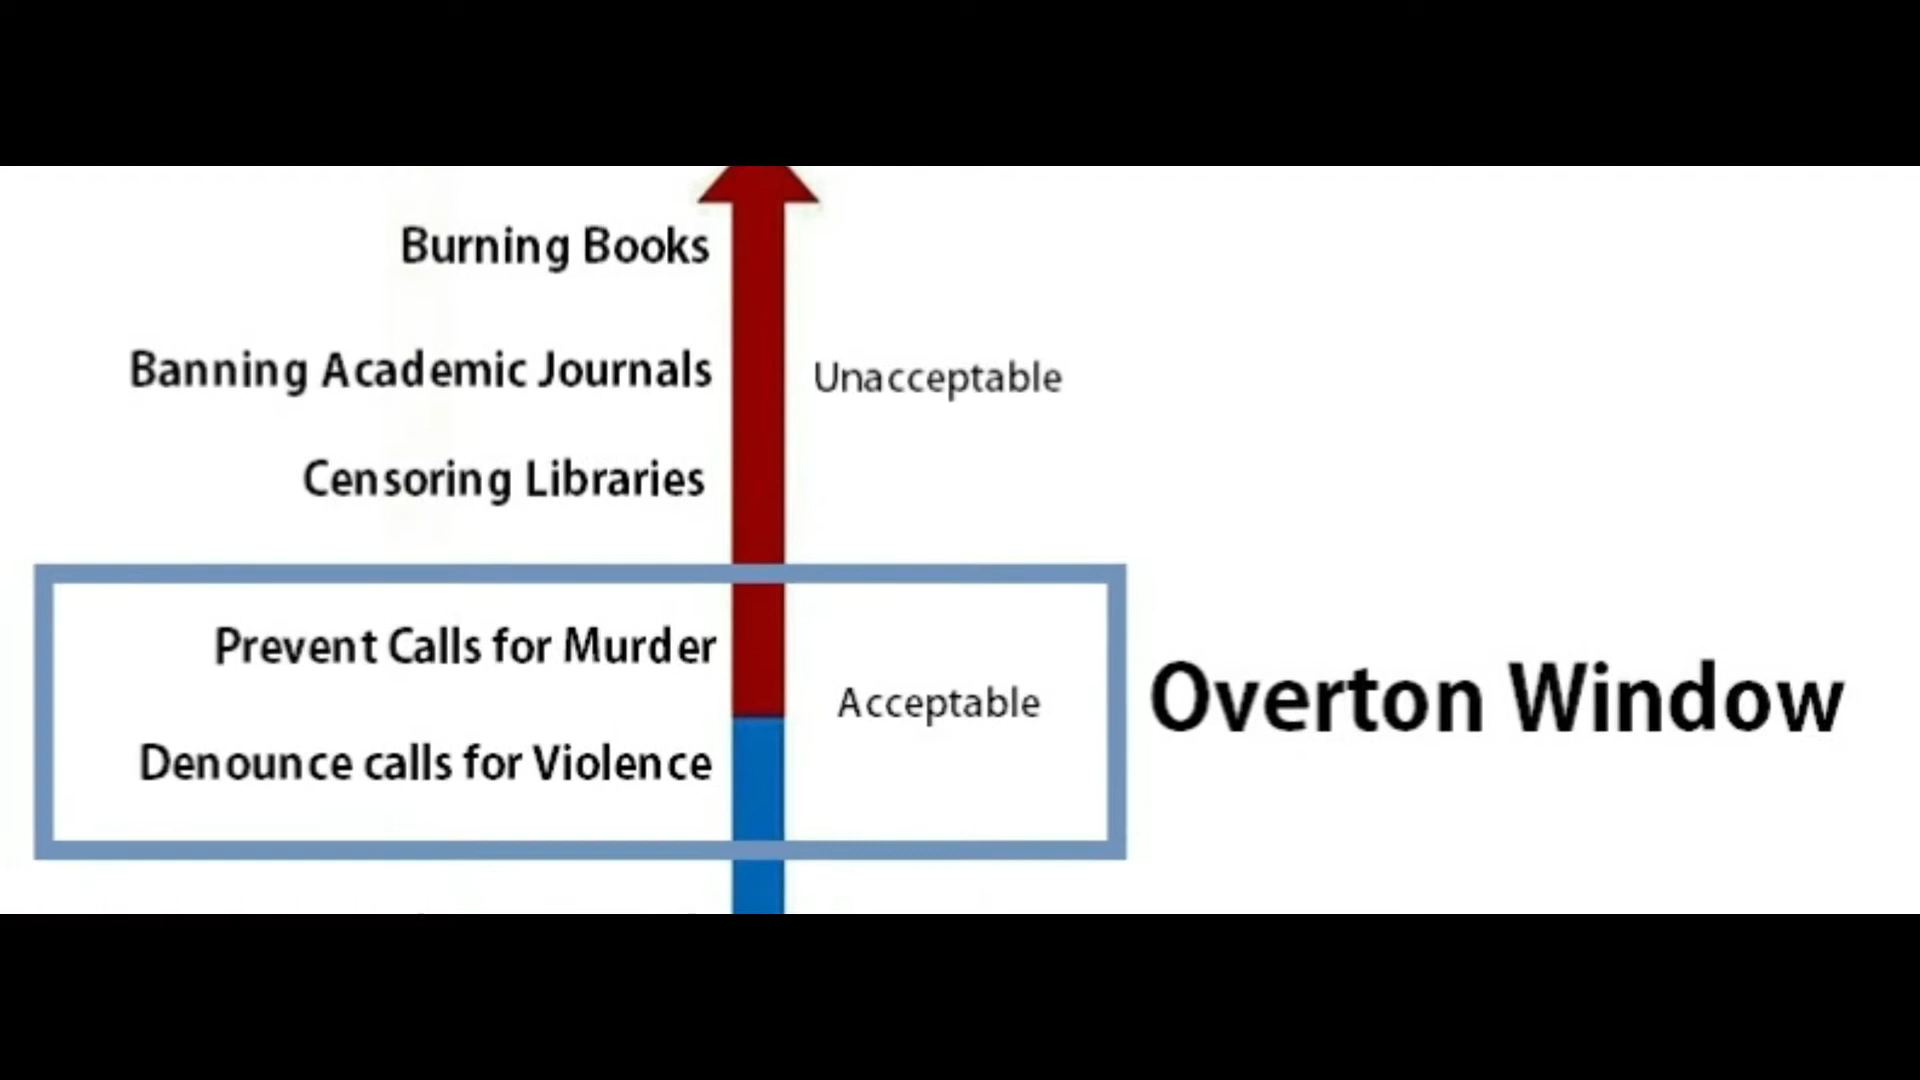 Burning Books
Banning Academic Journals
Unacceptable
Censoring Libraries
Prevent Calls for Murder
Acceptable
Overton Window
Denounce calls for Violence